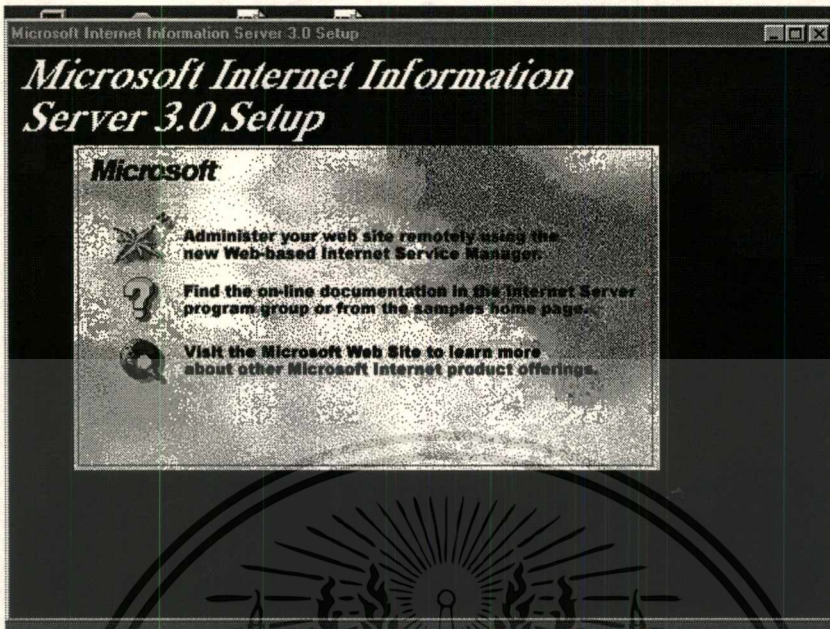 Microsoft Internet Information Server 3.0 Setup
Microsoft Internet Information
Server 3.0 Setup
Microsoft
Administer your web site remotely using the
new Web-based Internet Service Manager.
Find the on-line documentation in the Internet Server
program group or from the samples home page.
Visit the Microsoft Web Site to learn more
about other Microsoft Internet product offerings.